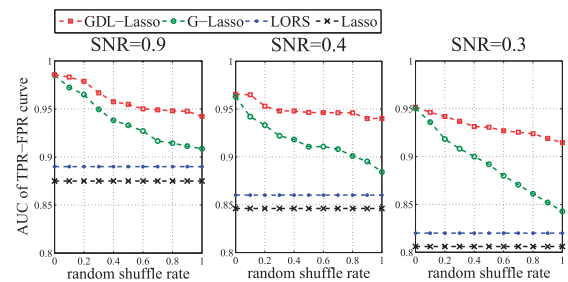 GDL-Lasso G-Lasso LORS Lasso
SNR=0.9 SNR=0.4 SNR=0.3
AUC of TPR-FPR curve
1 1 1
0.95 0.95 0.95
0.9 0.9 0.9
0.85 0.85 0.85
0.8 0.8 0.8
0 0.2 0.4 0.6 0.8 1 0 0.2 0.4 0.6 0.8 1 0 0.2 0.4 0.6 0.8 1
random shuffle rate random shuffle rate random shuffle rate